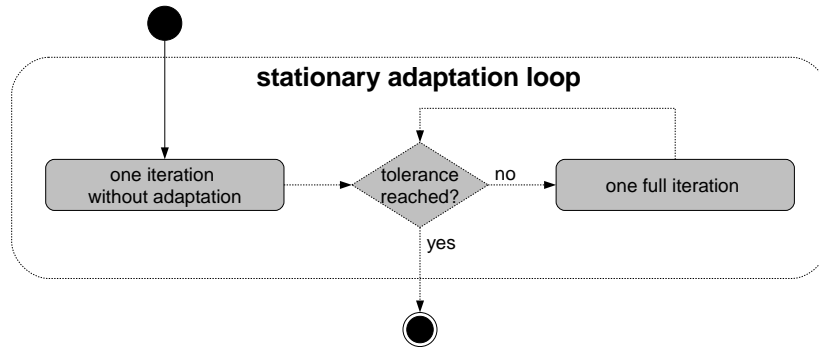 stationary adaptation loop
one iteration
without adaptation
tolerance
reached?
no
one full iteration
yes